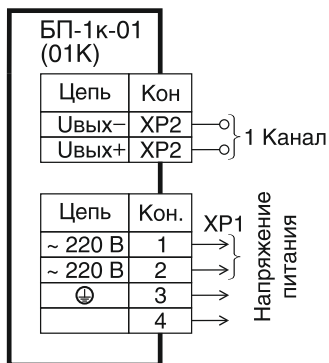 БП-1к-01
(01К)
Цепь Кон
Uвых− XP2
Uвых+ XP2
1 Канал
Цепь Кон.
XP1
~ 220 В 1
~ 220 В 2
3
4
Напряжение
питания